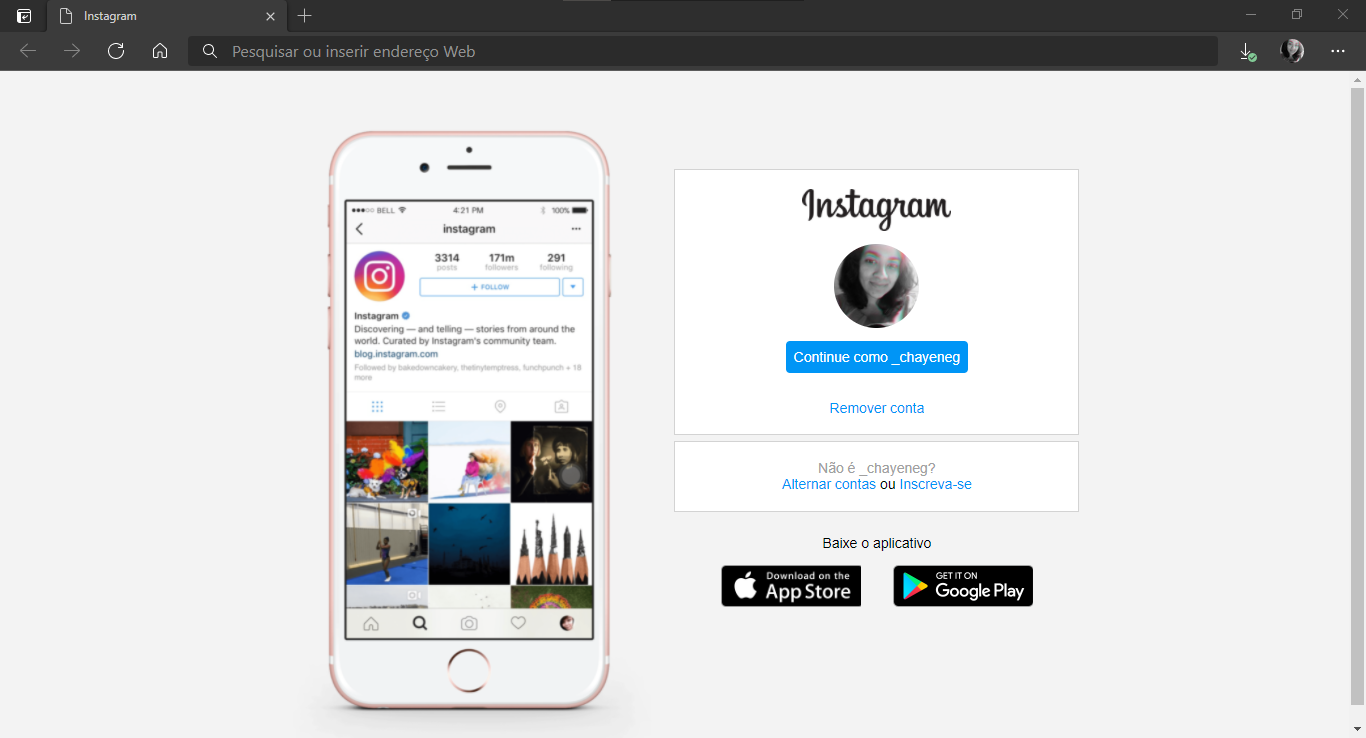 Instagram
Pesquisar ou inserir endereço Web
BELL
4:21 PM
100%
instagram
3314
171m
291
posts
followers
following
+ FOLLOW
Instagram
Discovering — and telling — stories from around the
world. Curated by Instagram's community team.
blog.instagram.com
Followed by bakedowncakery, thetinytemptress, funchpunch + 18
more
Instagram
Continue como _chayeneg
Remover conta
Não é _chayeneg?
Alternar contas ou Inscreva-se
Baixe o aplicativo
Download on the
App Store
GET IT ON
Google Play